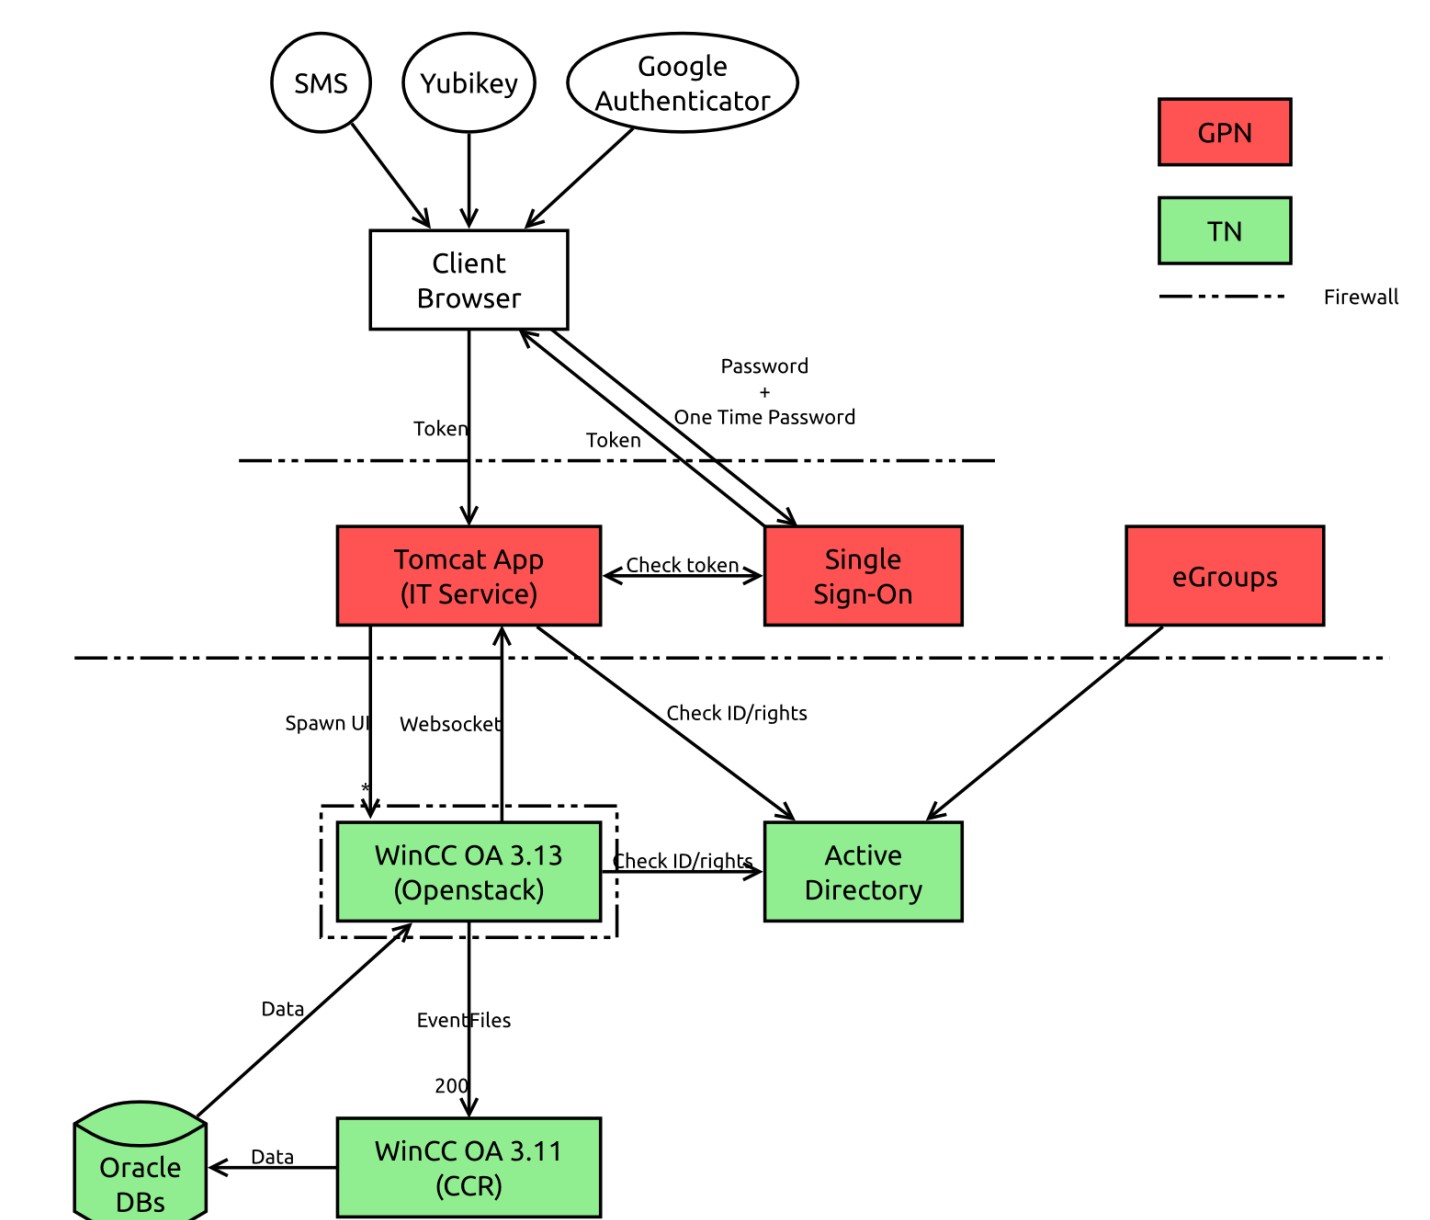 SMS
Yubikey
Google
Authenticator
GPN
TN
Firewall
Client
Browser
Password
+
One Time Password
Token
Token
Tomcat App
(IT Service)
Check token
Single
Sign-On
eGroups
Spawn UI
Websocket
Check ID/rights
*
WinCC OA 3.13
(Openstack)
Check ID/rights
Active
Directory
Data
EventFiles
200
Oracle
DBs
Data
WinCC OA 3.11
(CCR)